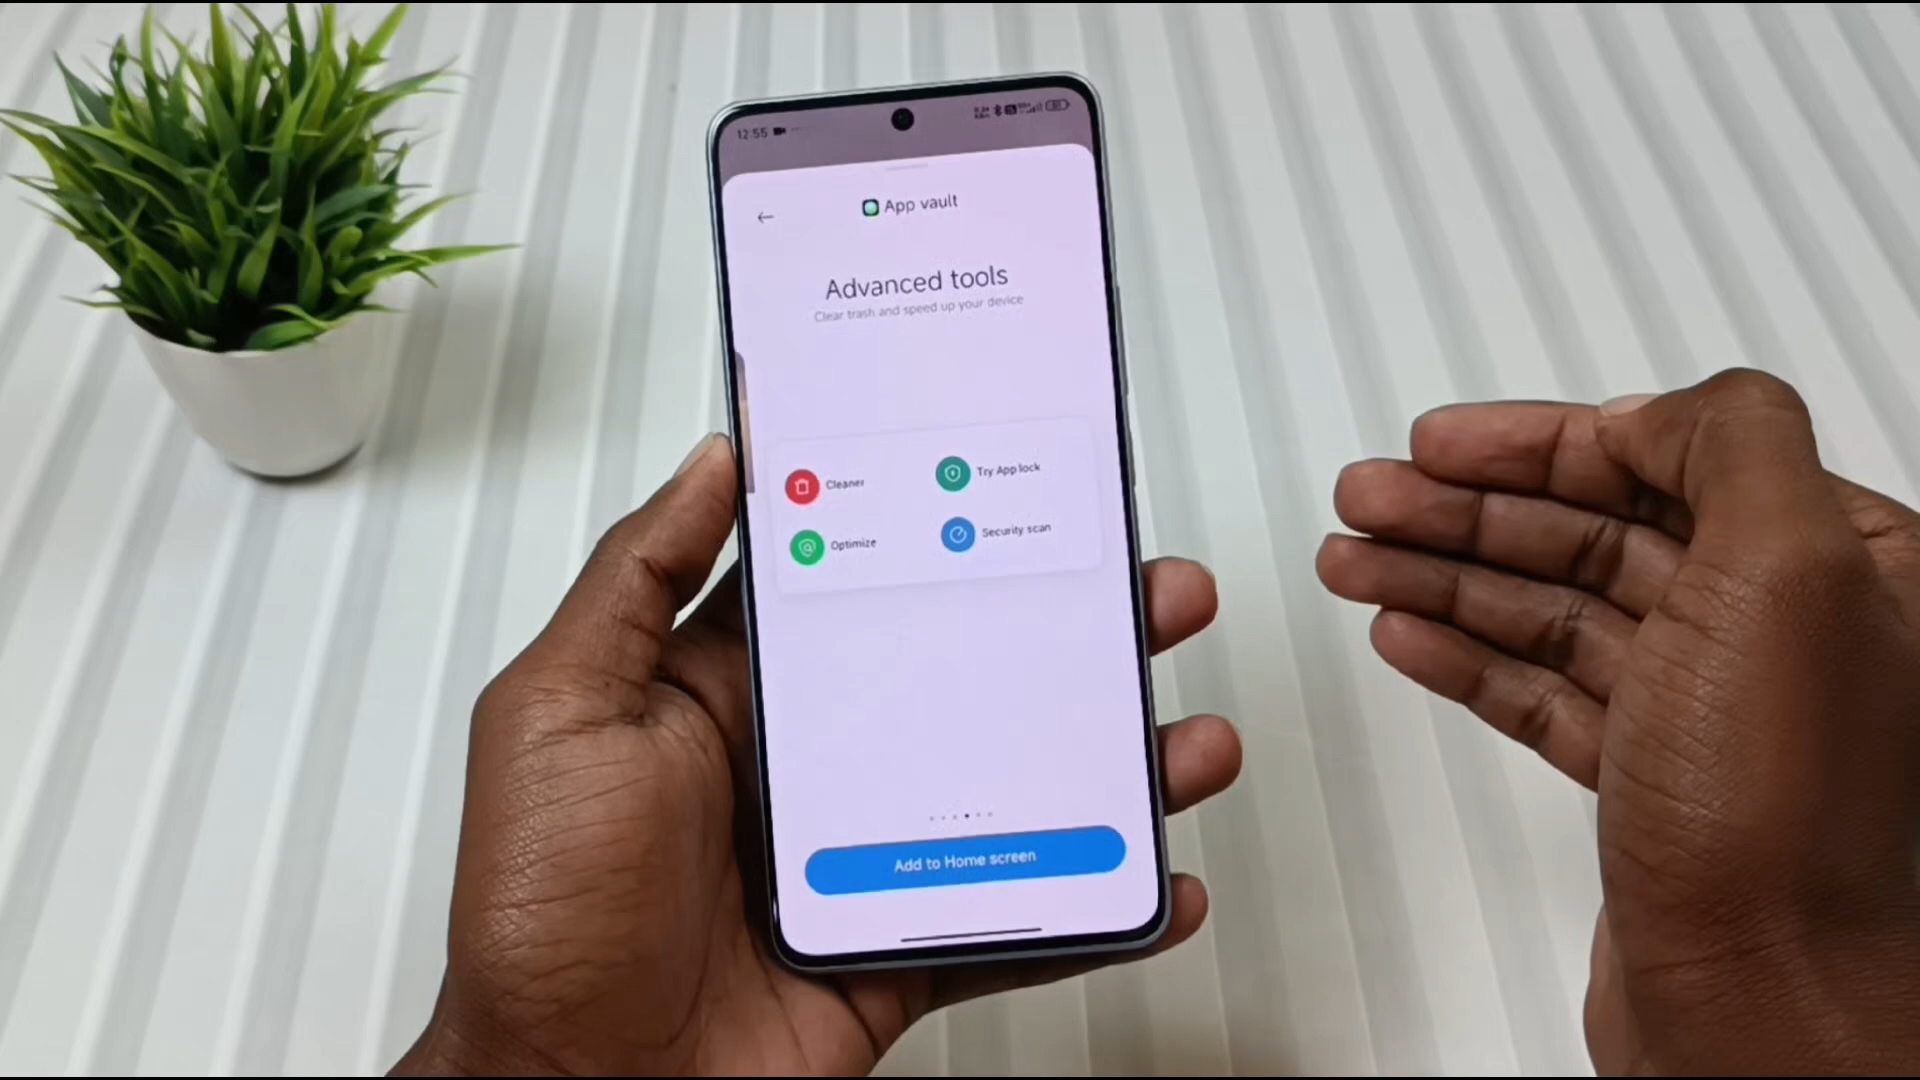 12:55
App vault
Advanced tools
Clear trash and speed up your device
Cleaner
Try App lock
Optimize
Security scan
Add to Home screen